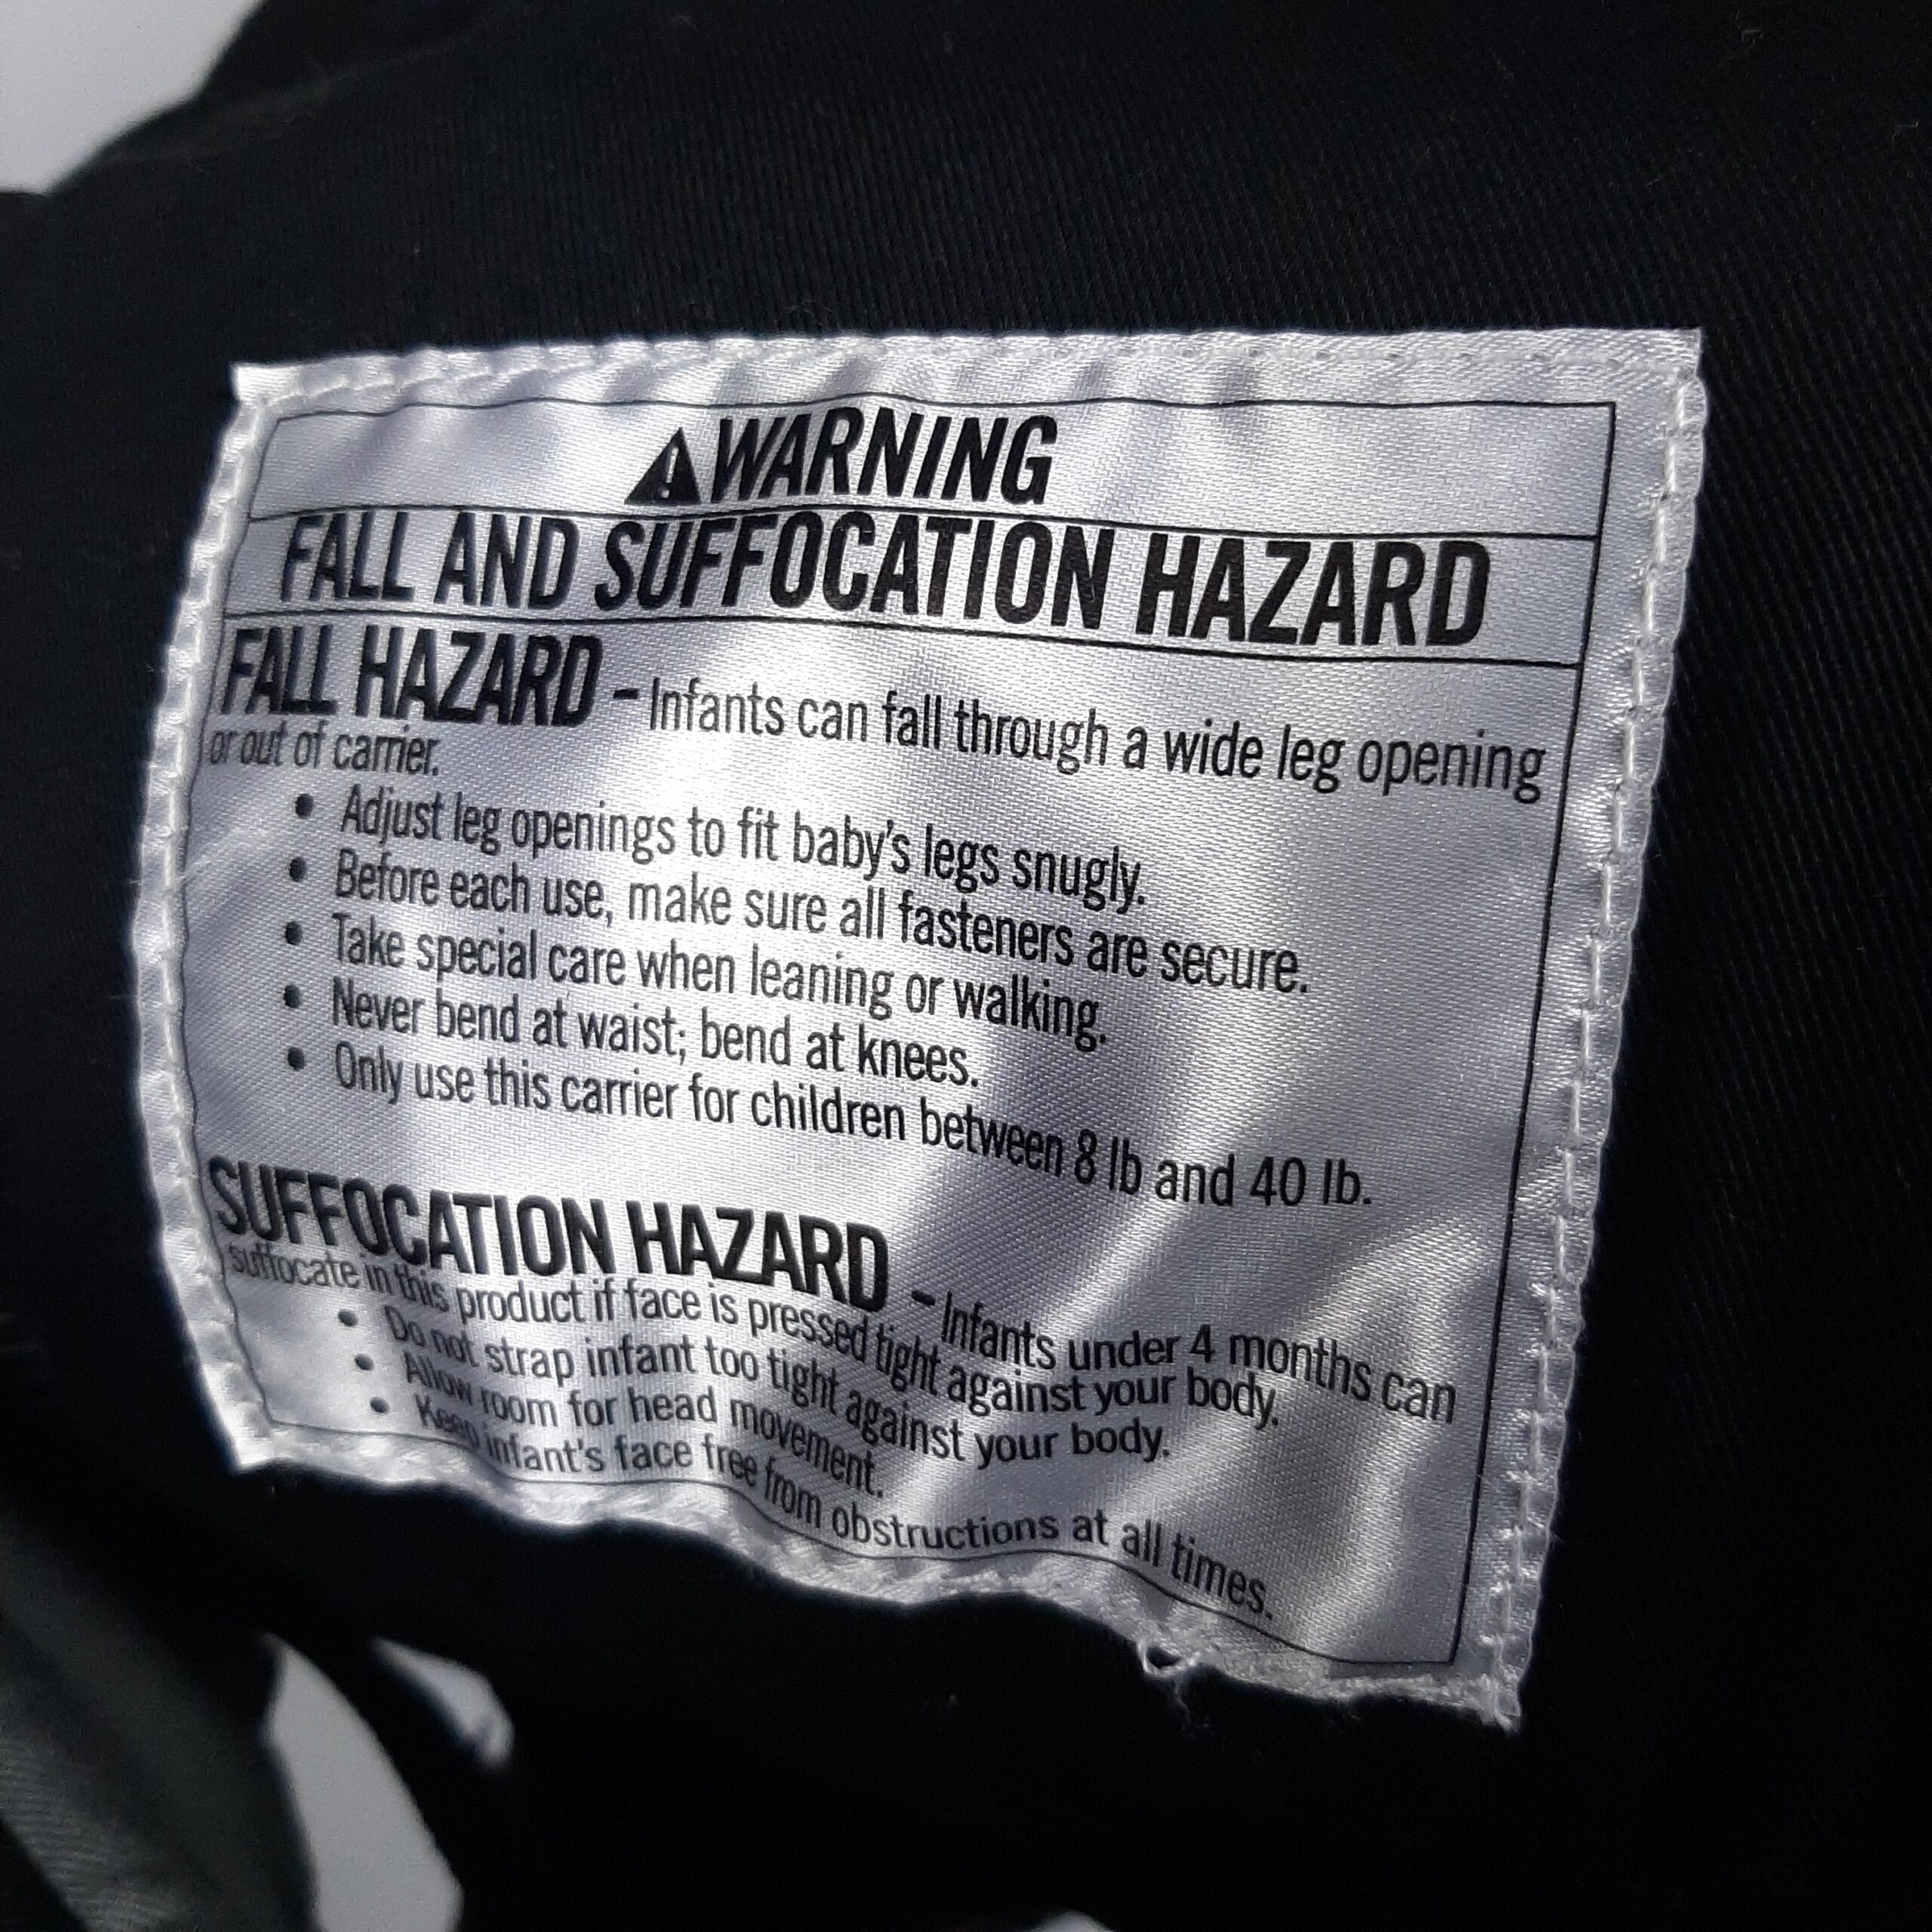 WARNING
FALL AND SUFFOCATION HAZARD
FALL HAZARD – Infants can fall through a wide leg opening
or out of carrier.
• Adjust leg openings to fit baby's legs snugly.
• Before each use, make sure all fasteners are secure.
• Take special care when leaning or walking.
• Never bend at waist; bend at knees.
• Only use this carrier for children between 8 lb and 40 lb.
SUFFOCATION HAZARD – Infants under 4 months can
suffocate in this product if face is pressed tight against your body.
• Do not strap infant too tight against your body.
• Allow room for head movement.
• Keep infant's face free from obstructions at all times.